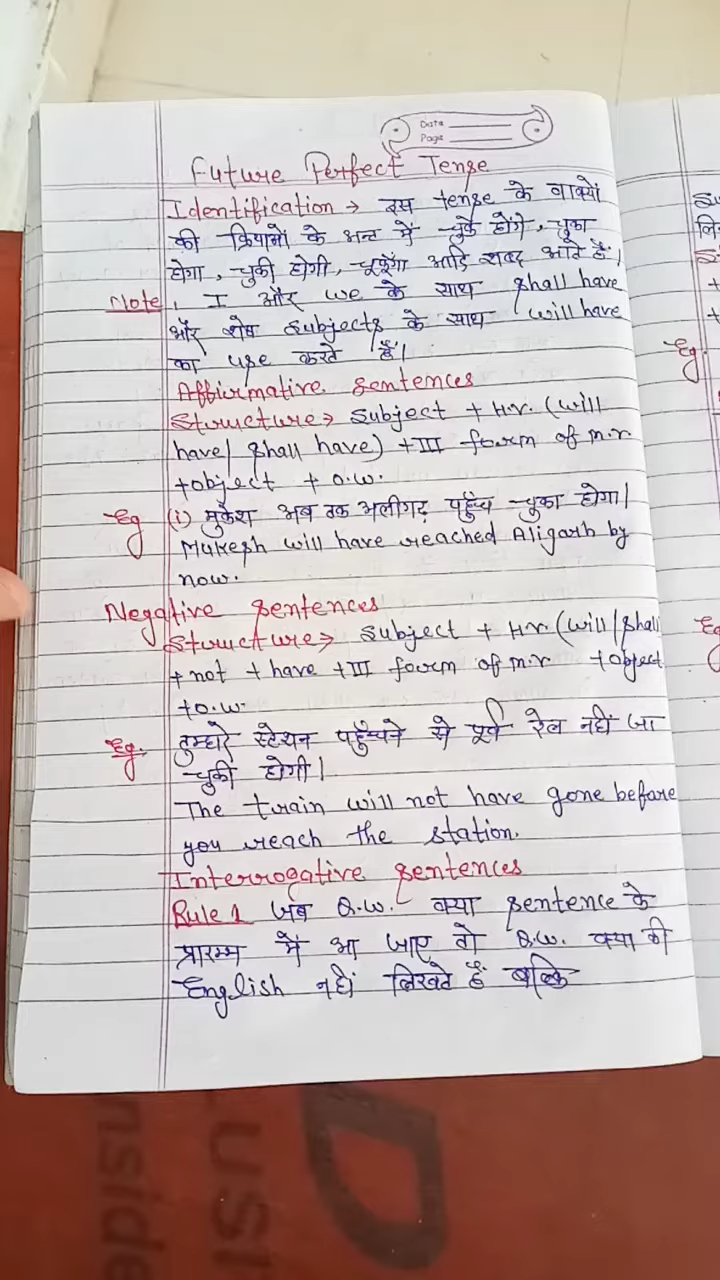 Date
Page
Future Perfect Tense
Identification → इस tense के वाक्यों
की क्रियाओं के अन्त में चुके होंगे, चुका
होगा, चुकी होगी, चूकूँगा आदि शब्द आते हैं।
Note. I और we के साथ shall have
और शेष subjects के साथ will have
का use करते हैं।
Affirmative sentences
Structure → subject + H.v. (will
have/ shall have) + III form of m.v.
+object + O.w.
Eg (i) मुकेश अब तक अलीगढ़ पहुँच चुका होगा।
Mukesh will have reached Aligarh by
now.
Negative sentences
Structure → subject + H.v. (will/shall
+ not + have + III form of m.v +object
+O.w.
Eg. तुम्हारे स्टेशन पहुँचने से पूर्व रेल नहीं जा
चुकी होगी।
The train will not have gone before
you reach the station.
Interrogative sentences
Rule 1 जब Q.w. क्या sentence के
प्रारम्भ में आ जाए तो Q.w. क्या की
English नहीं लिखते हैं बल्कि
Eg.
nside